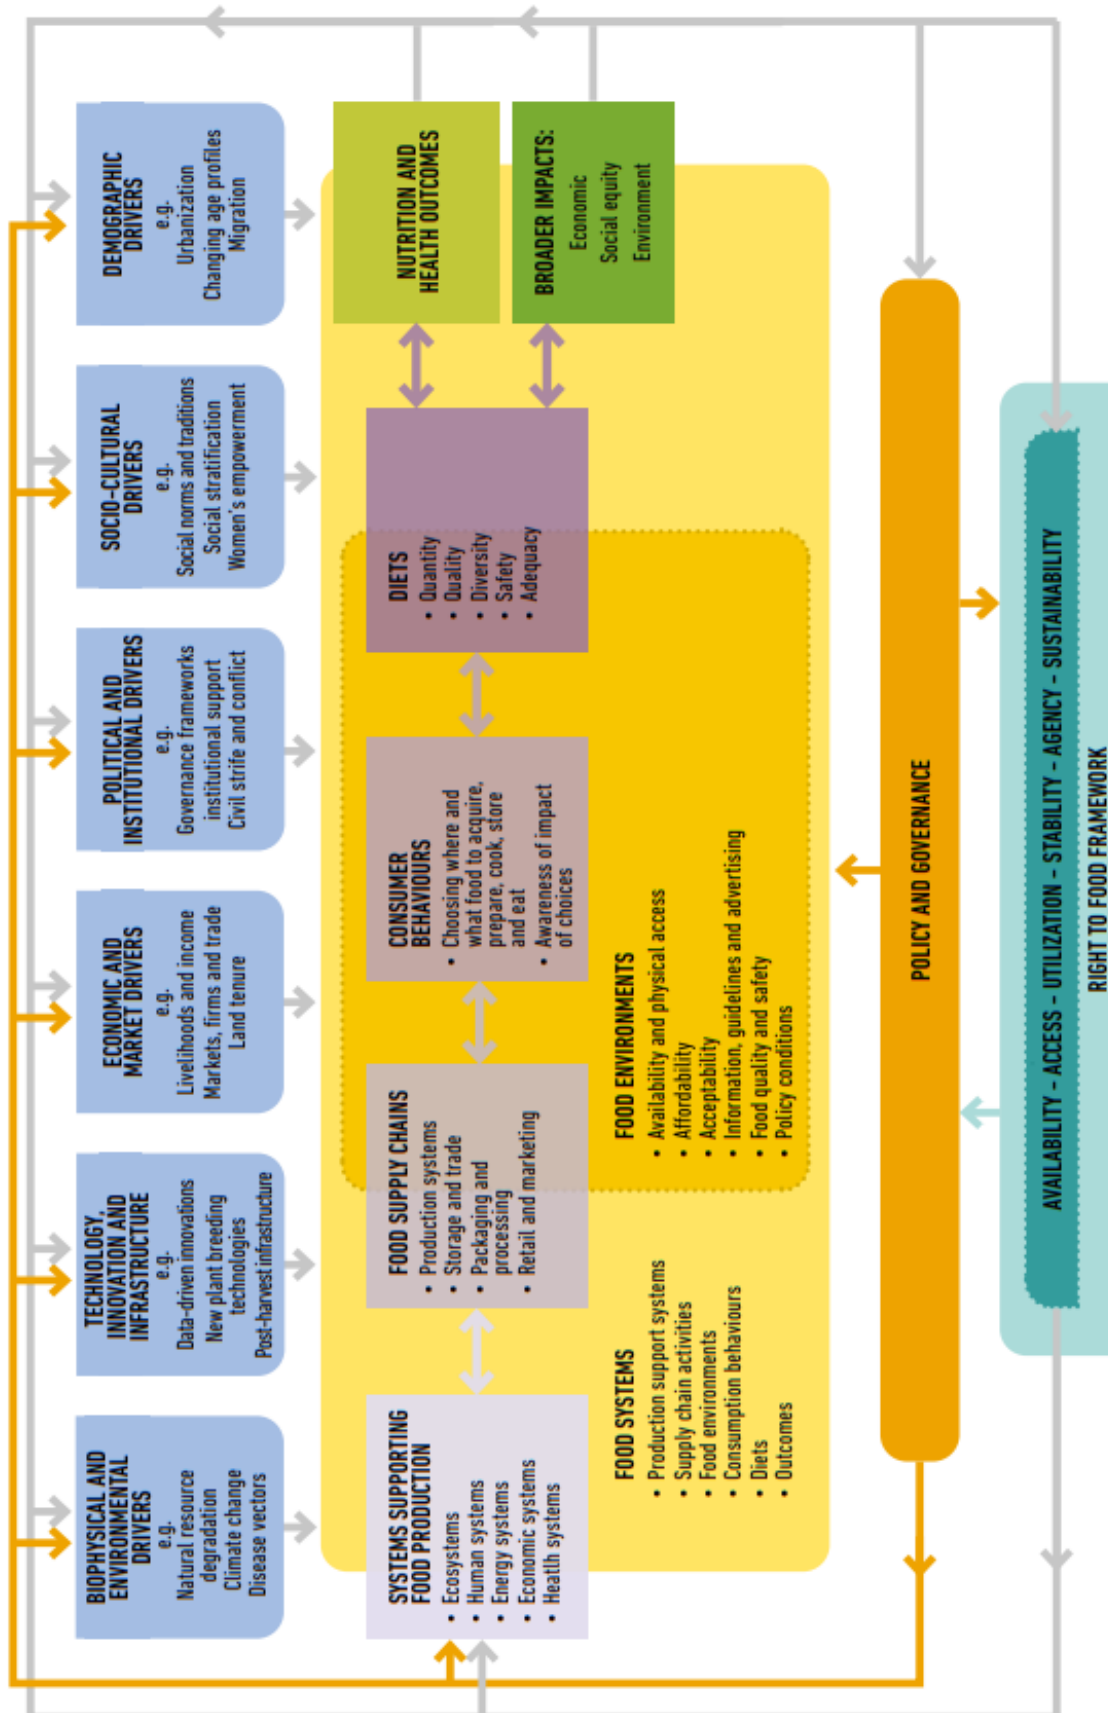 BIOPHYSICAL AND
ENVIRONMENTAL
DRIVERS
e.g.
Natural resource
degradation
Climate change
Disease vectors
TECHNOLOGY,
INNOVATION AND
INFRASTRUCTURE
e.g.
Data-driven innovations
New plant breeding
technologies
Post-harvest infrastructure
ECONOMIC AND
MARKET DRIVERS
e.g.
Livelihoods and income
Markets, firms and trade
Land tenure
POLITICAL AND
INSTITUTIONAL DRIVERS
e.g.
Governance frameworks
institutional support
Civil strife and conflict
SOCIO-CULTURAL
DRIVERS
e.g.
Social norms and traditions
Social stratification
Women's empowerment
DEMOGRAPHIC
DRIVERS
e.g.
Urbanization
Changing age profiles
Migration
SYSTEMS SUPPORTING
FOOD PRODUCTION
• Ecosystems
• Human systems
• Energy systems
• Economic systems
• Heatlh systems
FOOD SUPPLY CHAINS
• Production systems
• Storage and trade
• Packaging and
processing
• Retail and marketing
CONSUMER
BEHAVIOURS
• Choosing where and
what food to acquire,
prepare, cook, store
and eat
• Awareness of impact
of choices
DIETS
• Quantity
• Quality
• Diversity
• Safety
• Adequacy
NUTRITION AND
HEALTH OUTCOMES
BROADER IMPACTS:
Economic
Social equity
Environment
FOOD SYSTEMS
• Production support systems
• Supply chain activities
• Food environments
• Consumption behaviours
• Diets
• Outcomes
FOOD ENVIRONMENTS
• Availability and physical access
• Affordability
• Acceptability
• Information, guidelines and advertising
• Food quality and safety
• Policy conditions
POLICY AND GOVERNANCE
AVAILABILITY – ACCESS – UTILIZATION – STABILITY – AGENCY – SUSTAINABILITY
RIGHT TO FOOD FRAMEWORK